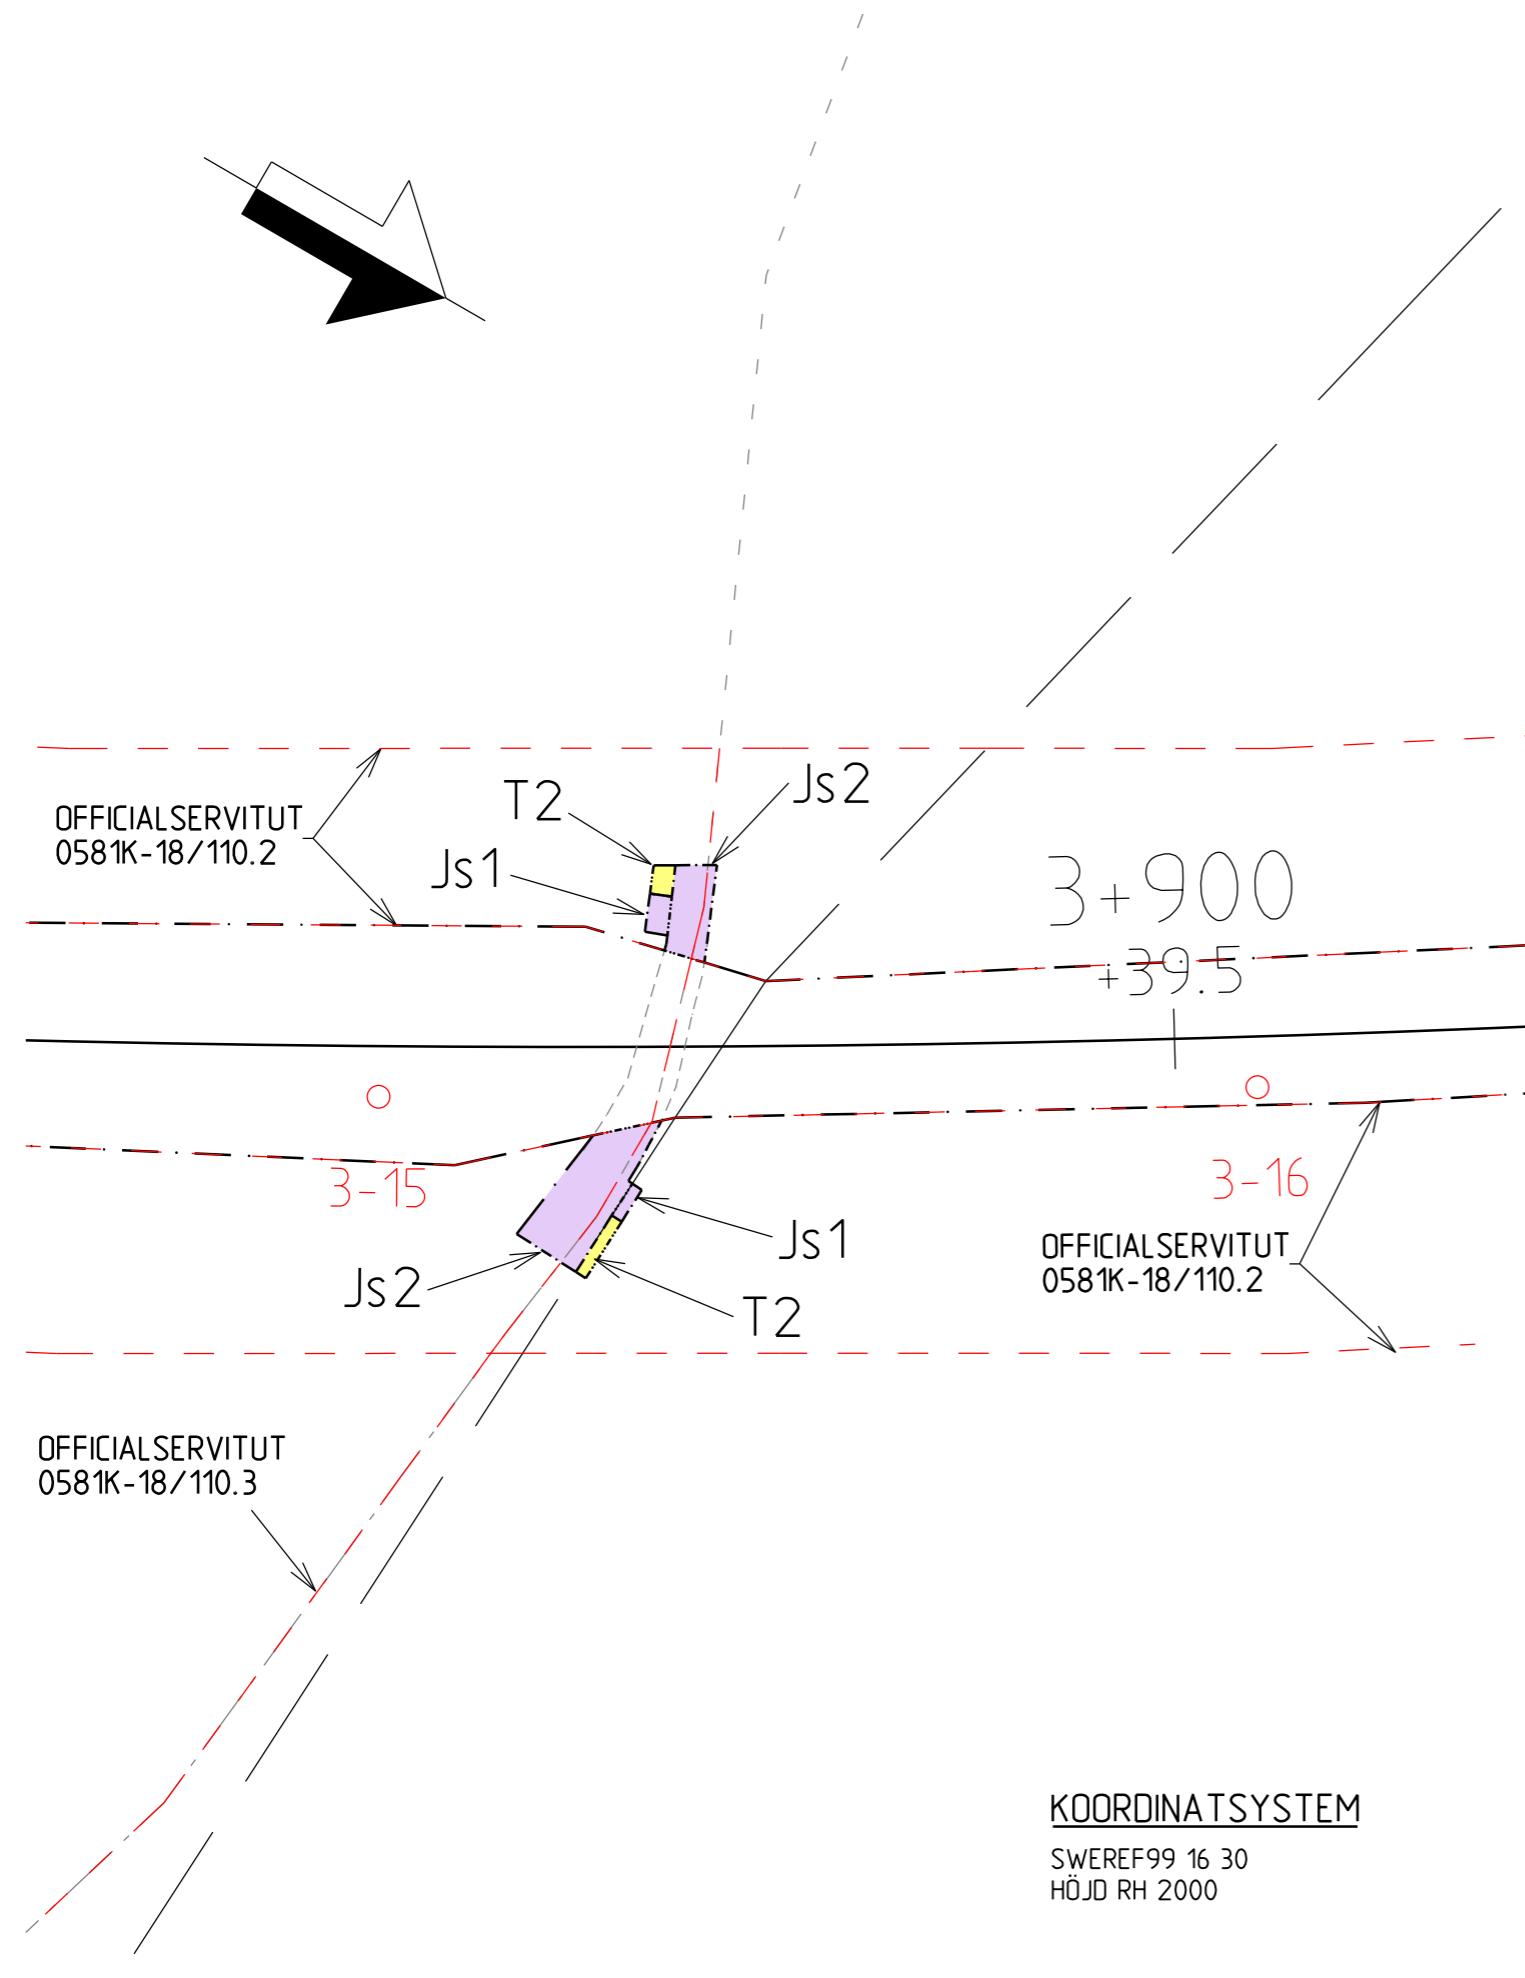 T2
Js2
OFFICIALSERVITUT
0581K-18/110.2
Js1
3+900
+39.5
3-15
3-16
Js1
OFFICIALSERVITUT
0581K-18/110.2
Js2
T2
OFFICIALSERVITUT
0581K-18/110.3
KOORDINATSYSTEM
SWEREF99 16 30
HÖJD RH 2000